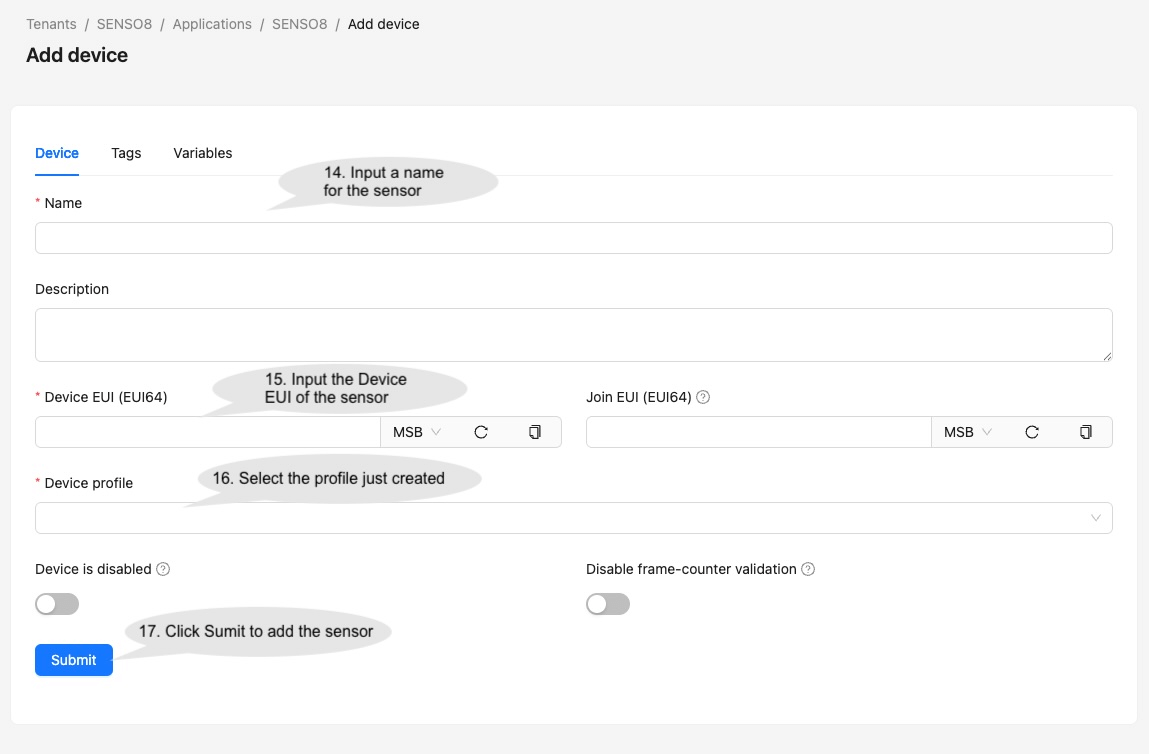 Tenants / SENSO8 / Applications / SENSO8 / Add device
Add device
Device Tags Variables
14. Input a name
for the sensor
* Name
Description
15. Input the Device
EUI of the sensor
* Device EUI (EUI64) Join EUI (EUI64) ?
MSB MSB
16. Select the profile just created
* Device profile
Device is disabled ? Disable frame-counter validation ?
17. Click Sumit to add the sensor
Submit